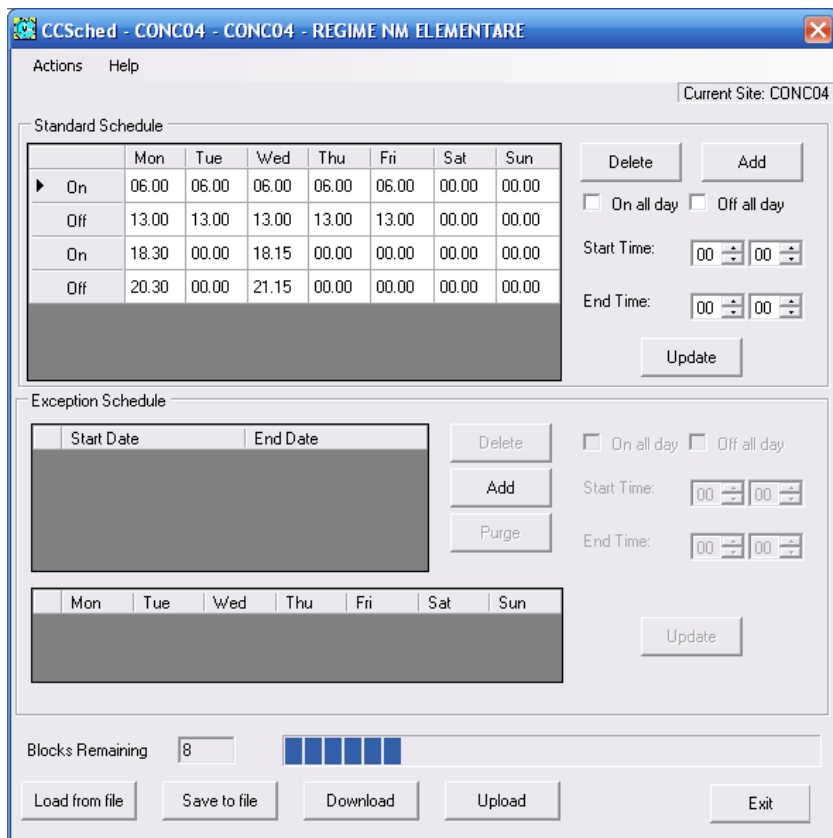 CCSched - CONC04 - CONC04 - REGIME NM ELEMENTARE
Actions Help
Current Site: CONC04
Standard Schedule
Mon Tue Wed Thu Fri Sat Sun
On 06.00 06.00 06.00 06.00 06.00 00.00 00.00
Off 13.00 13.00 13.00 13.00 13.00 00.00 00.00
On 18.30 00.00 18.15 00.00 00.00 00.00 00.00
Off 20.30 00.00 21.15 00.00 00.00 00.00 00.00
Delete Add
On all day Off all day
Start Time: 00 00
End Time: 00 00
Update
Exception Schedule
Start Date End Date
Delete
Add
Purge
On all day Off all day
Start Time: 00 00
End Time: 00 00
Mon Tue Wed Thu Fri Sat Sun
Update
Blocks Remaining 8
Load from file Save to file Download Upload Exit